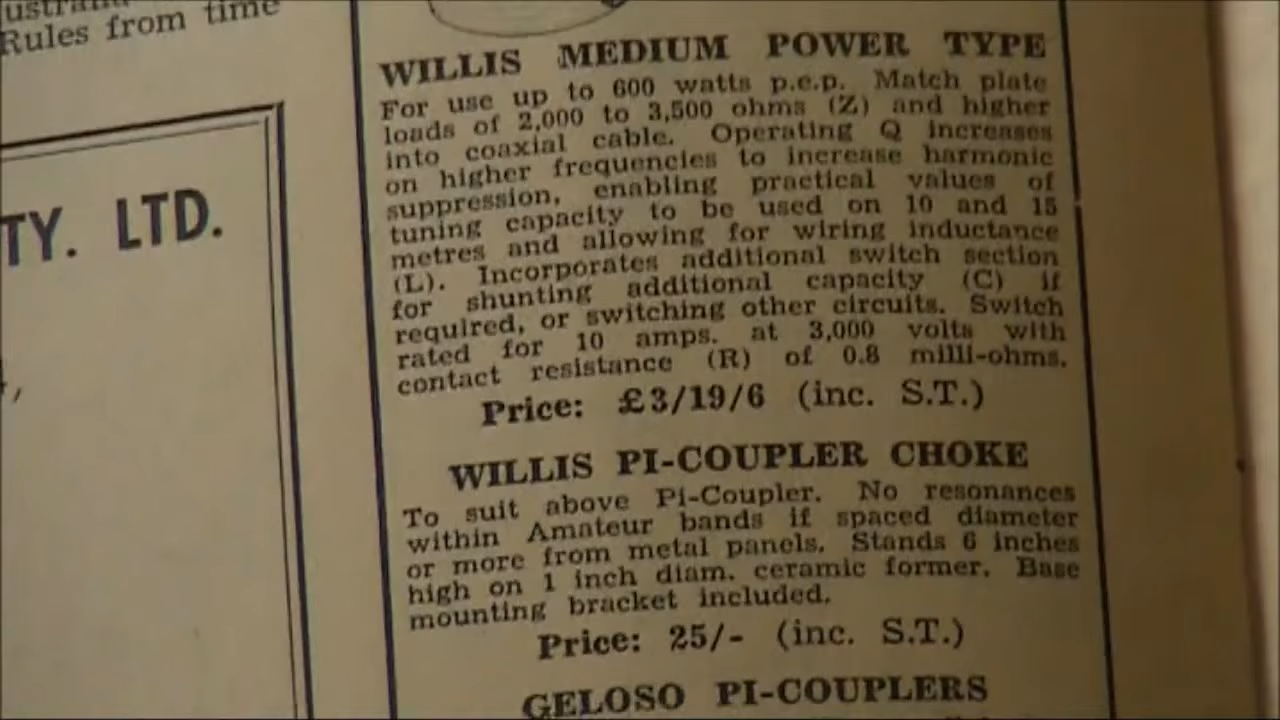 Rules from time
TY. LTD.
WILLIS MEDIUM POWER TYPE
For use up to 600 watts p.e.p. Match plate
loads of 2,000 to 3,500 ohms (Z) and higher
into coaxial cable. Operating Q increases
on higher frequencies to increase harmonic
suppression, enabling practical values of
tuning capacity to be used on 10 and 15
metres and allowing for wiring inductance
(L). Incorporates additional switch section
for shunting additional capacity (C) if
required, or switching other circuits. Switch
rated for 10 amps. at 3,000 volts with
contact resistance (R) of 0.8 milli-ohms.
Price: £3/19/6 (inc. S.T.)
WILLIS PI-COUPLER CHOKE
To suit above Pi-Coupler. No resonances
within Amateur bands if spaced diameter
or more from metal panels. Stands 6 inches
high on 1 inch diam. ceramic former. Base
mounting bracket included.
Price: 25/- (inc. S.T.)
GELOSO PI-COUPLERS